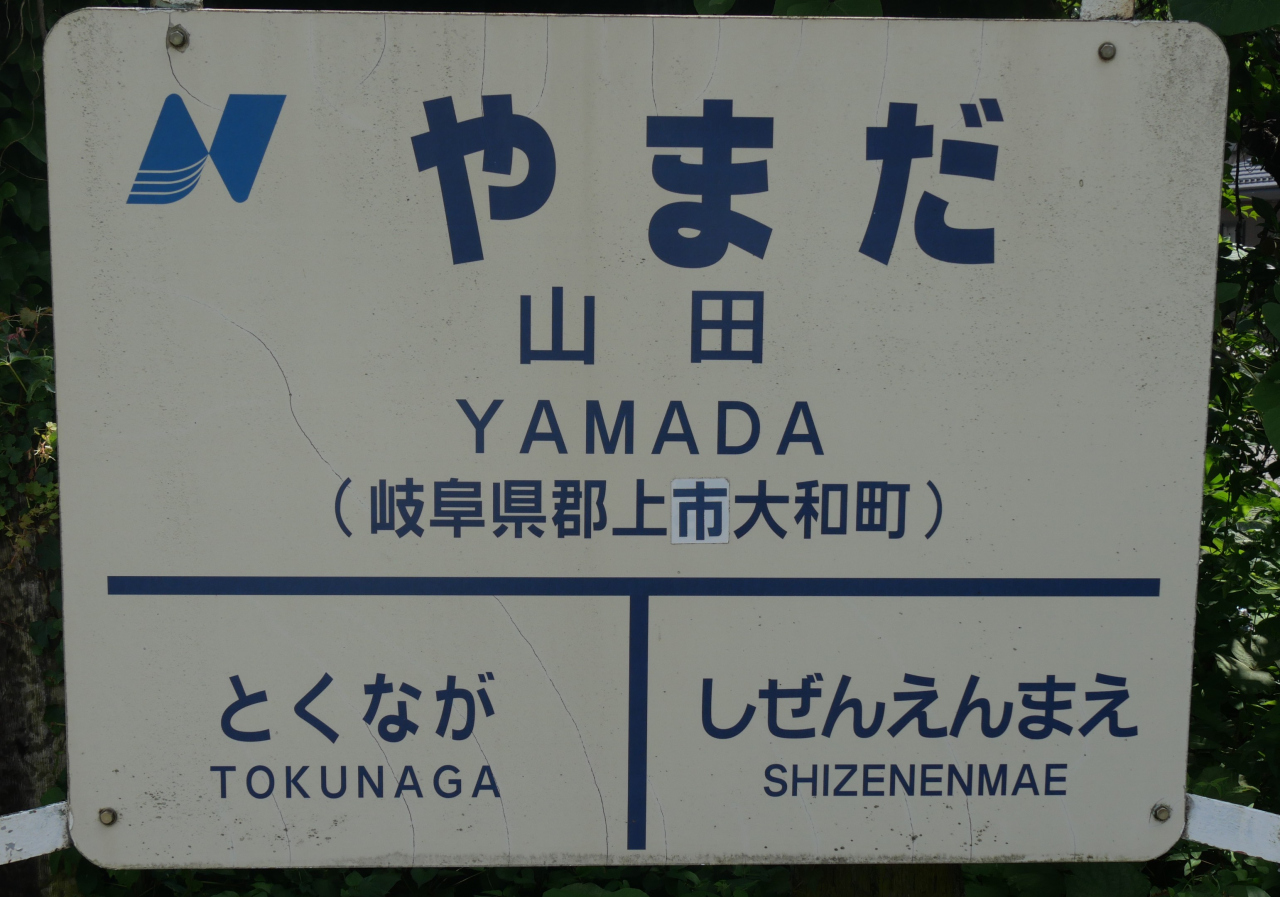 やまだ
山田
YAMADA
（岐阜県郡上市大和町）
とくなが
TOKUNAGA
しぜんえんまえ
SHIZENENMAE